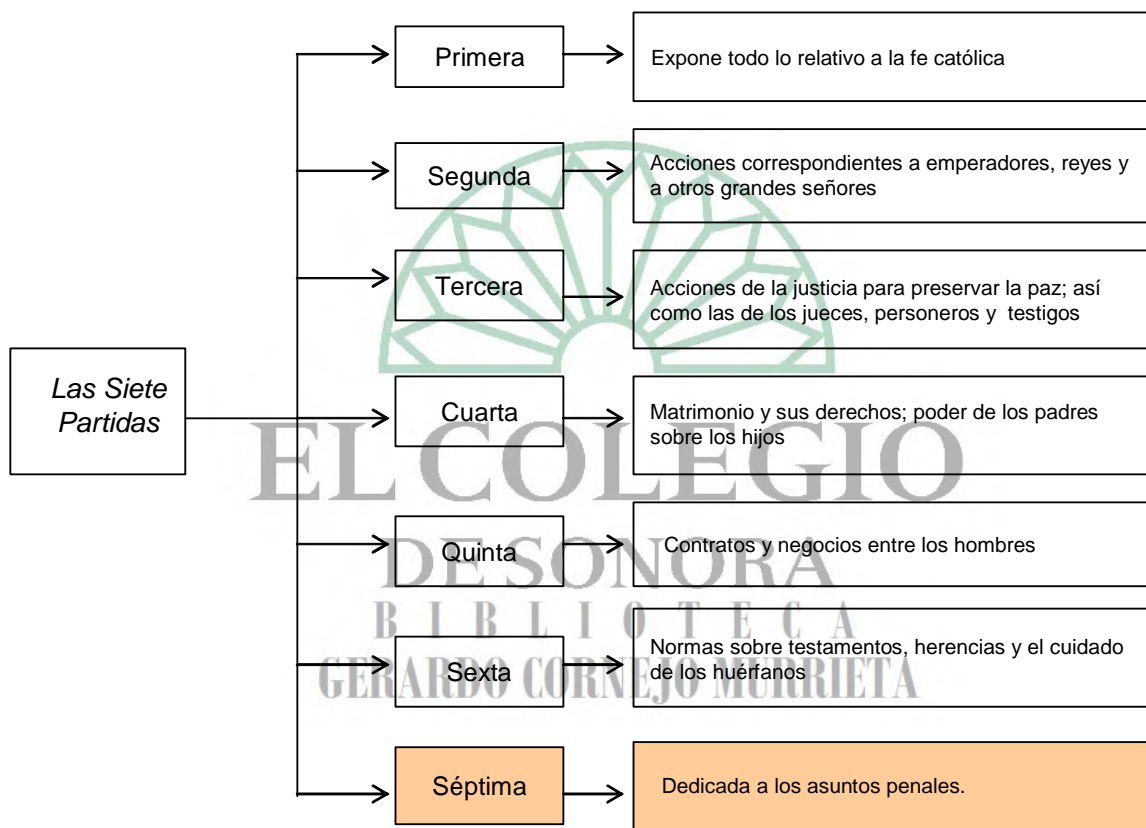 Primera
Expone todo lo relativo a la fe católica
Segunda
Acciones correspondientes a emperadores, reyes y
a otros grandes señores
Tercera
Acciones de la justicia para preservar la paz; así
como las de los jueces, personeros y testigos
Las Siete
Partidas
Cuarta
Matrimonio y sus derechos; poder de los padres
sobre los hijos
EL COLEGIO
Quinta
Contratos y negocios entre los hombres
DE SONORA
BIBLIOTECA
Sexta
Normas sobre testamentos, herencias y el cuidado
de los huérfanos
GERARDO CORNEJO MURRIETA
Séptima
Dedicada a los asuntos penales.